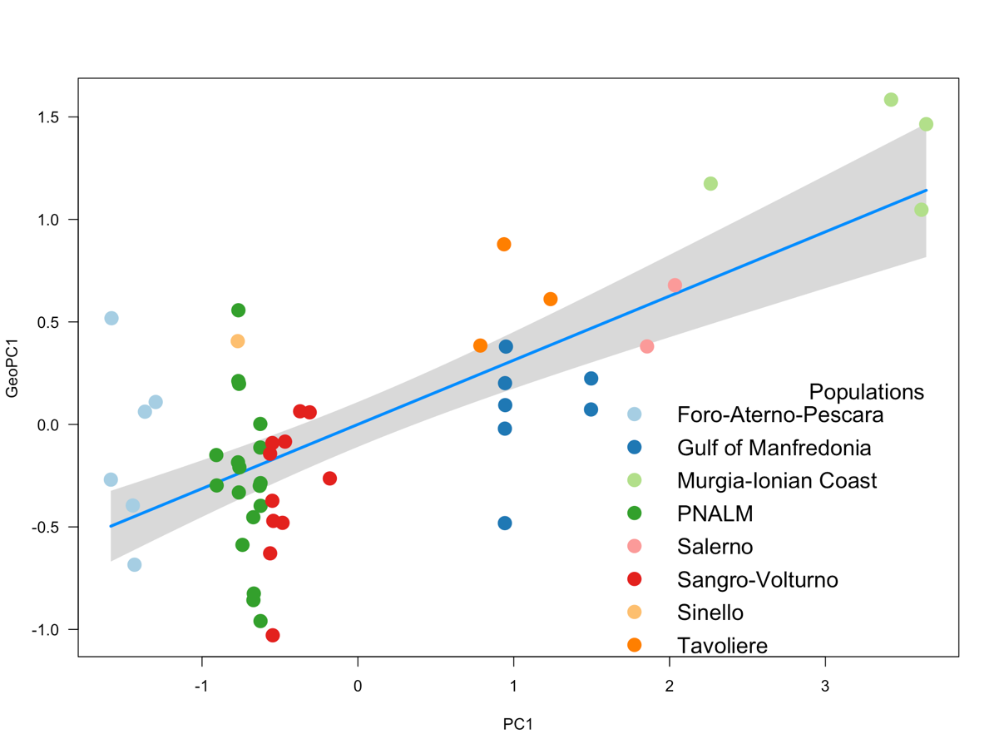 1.5
1.0
0.5
0.0
-0.5
-1.0
GeoPC1
-1
0
1
2
3
PC1
Populations
Foro-Aterno-Pescara
Gulf of Manfredonia
Murgia-Ionian Coast
PNALM
Salerno
Sangro-Volturno
Sinello
Tavoliere